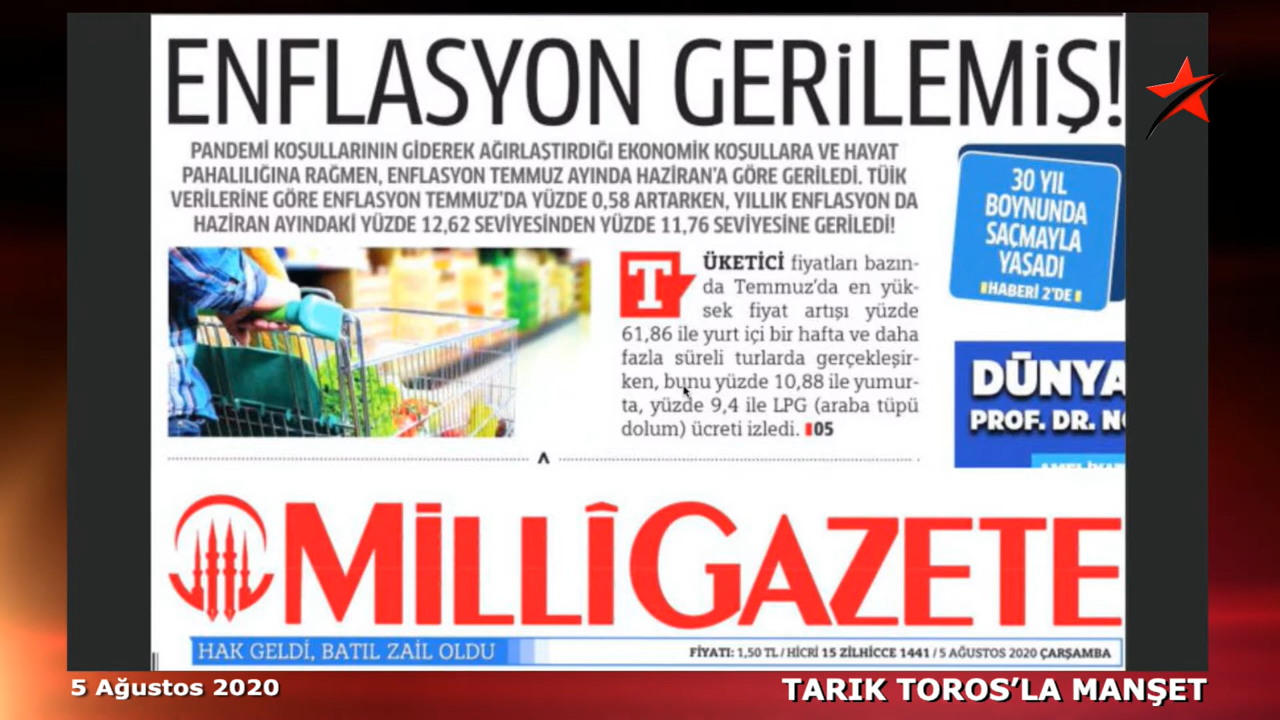 ENFLASYON GERİLEMİŞ!
PANDEMİ KOŞULLARININ GİDEREK AĞIRLAŞTIRDIĞI EKONOMİK KOŞULLARA VE HAYAT
PAHALILIĞINA RAĞMEN, ENFLASYON TEMMUZ AYINDA HAZİRAN'A GÖRE GERİLEDİ. TÜİK
VERİLERİNE GÖRE ENFLASYON TEMMUZ'DA YÜZDE 0,58 ARTARKEN, YILLIK ENFLASYON DA
HAZİRAN AYINDAKİ YÜZDE 12,62 SEVİYESİNDEN YÜZDE 11,76 SEVİYESİNE GERİLEDİ!
TÜKETİCİ fiyatları bazın-
da Temmuz'da en yük-
sek fiyat artışı yüzde
61,86 ile yurt içi bir hafta ve daha
fazla süreli turlarda gerçekleşir-
ken, bunu yüzde 10,88 ile yumur-
ta, yüzde 9,4 ile LPG (araba tüpü
dolum) ücreti izledi. 05
30 YIL
BOYNUNDA
SAÇMAYLA
YAŞADI
HABERİ 2'DE
DÜNYA
PROF. DR.
MİLLÎ GAZETE
HAK GELDİ, BATIL ZAİL OLDU
FİYATI: 1,50 TL / HİCRİ 15 ZİLHİCCE 1441 / 5 AĞUSTOS 2020 ÇARŞAMBA
5 Ağustos 2020
TARIK TOROS'LA MANŞET